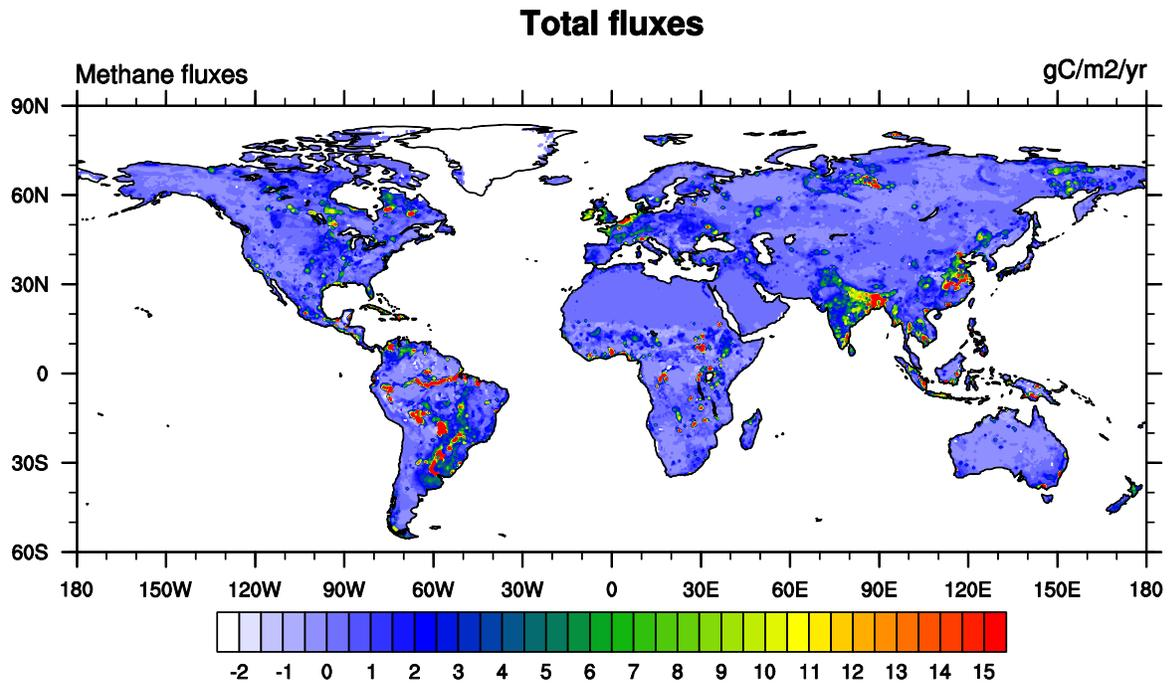 Total fluxes
Methane fluxes gC/m2/yr
90N
60N
30N
0
30S
60S
180 150W 120W 90W 60W 30W 0 30E 60E 90E 120E 150E 180
-2 -1 0 1 2 3 4 5 6 7 8 9 10 11 12 13 14 15